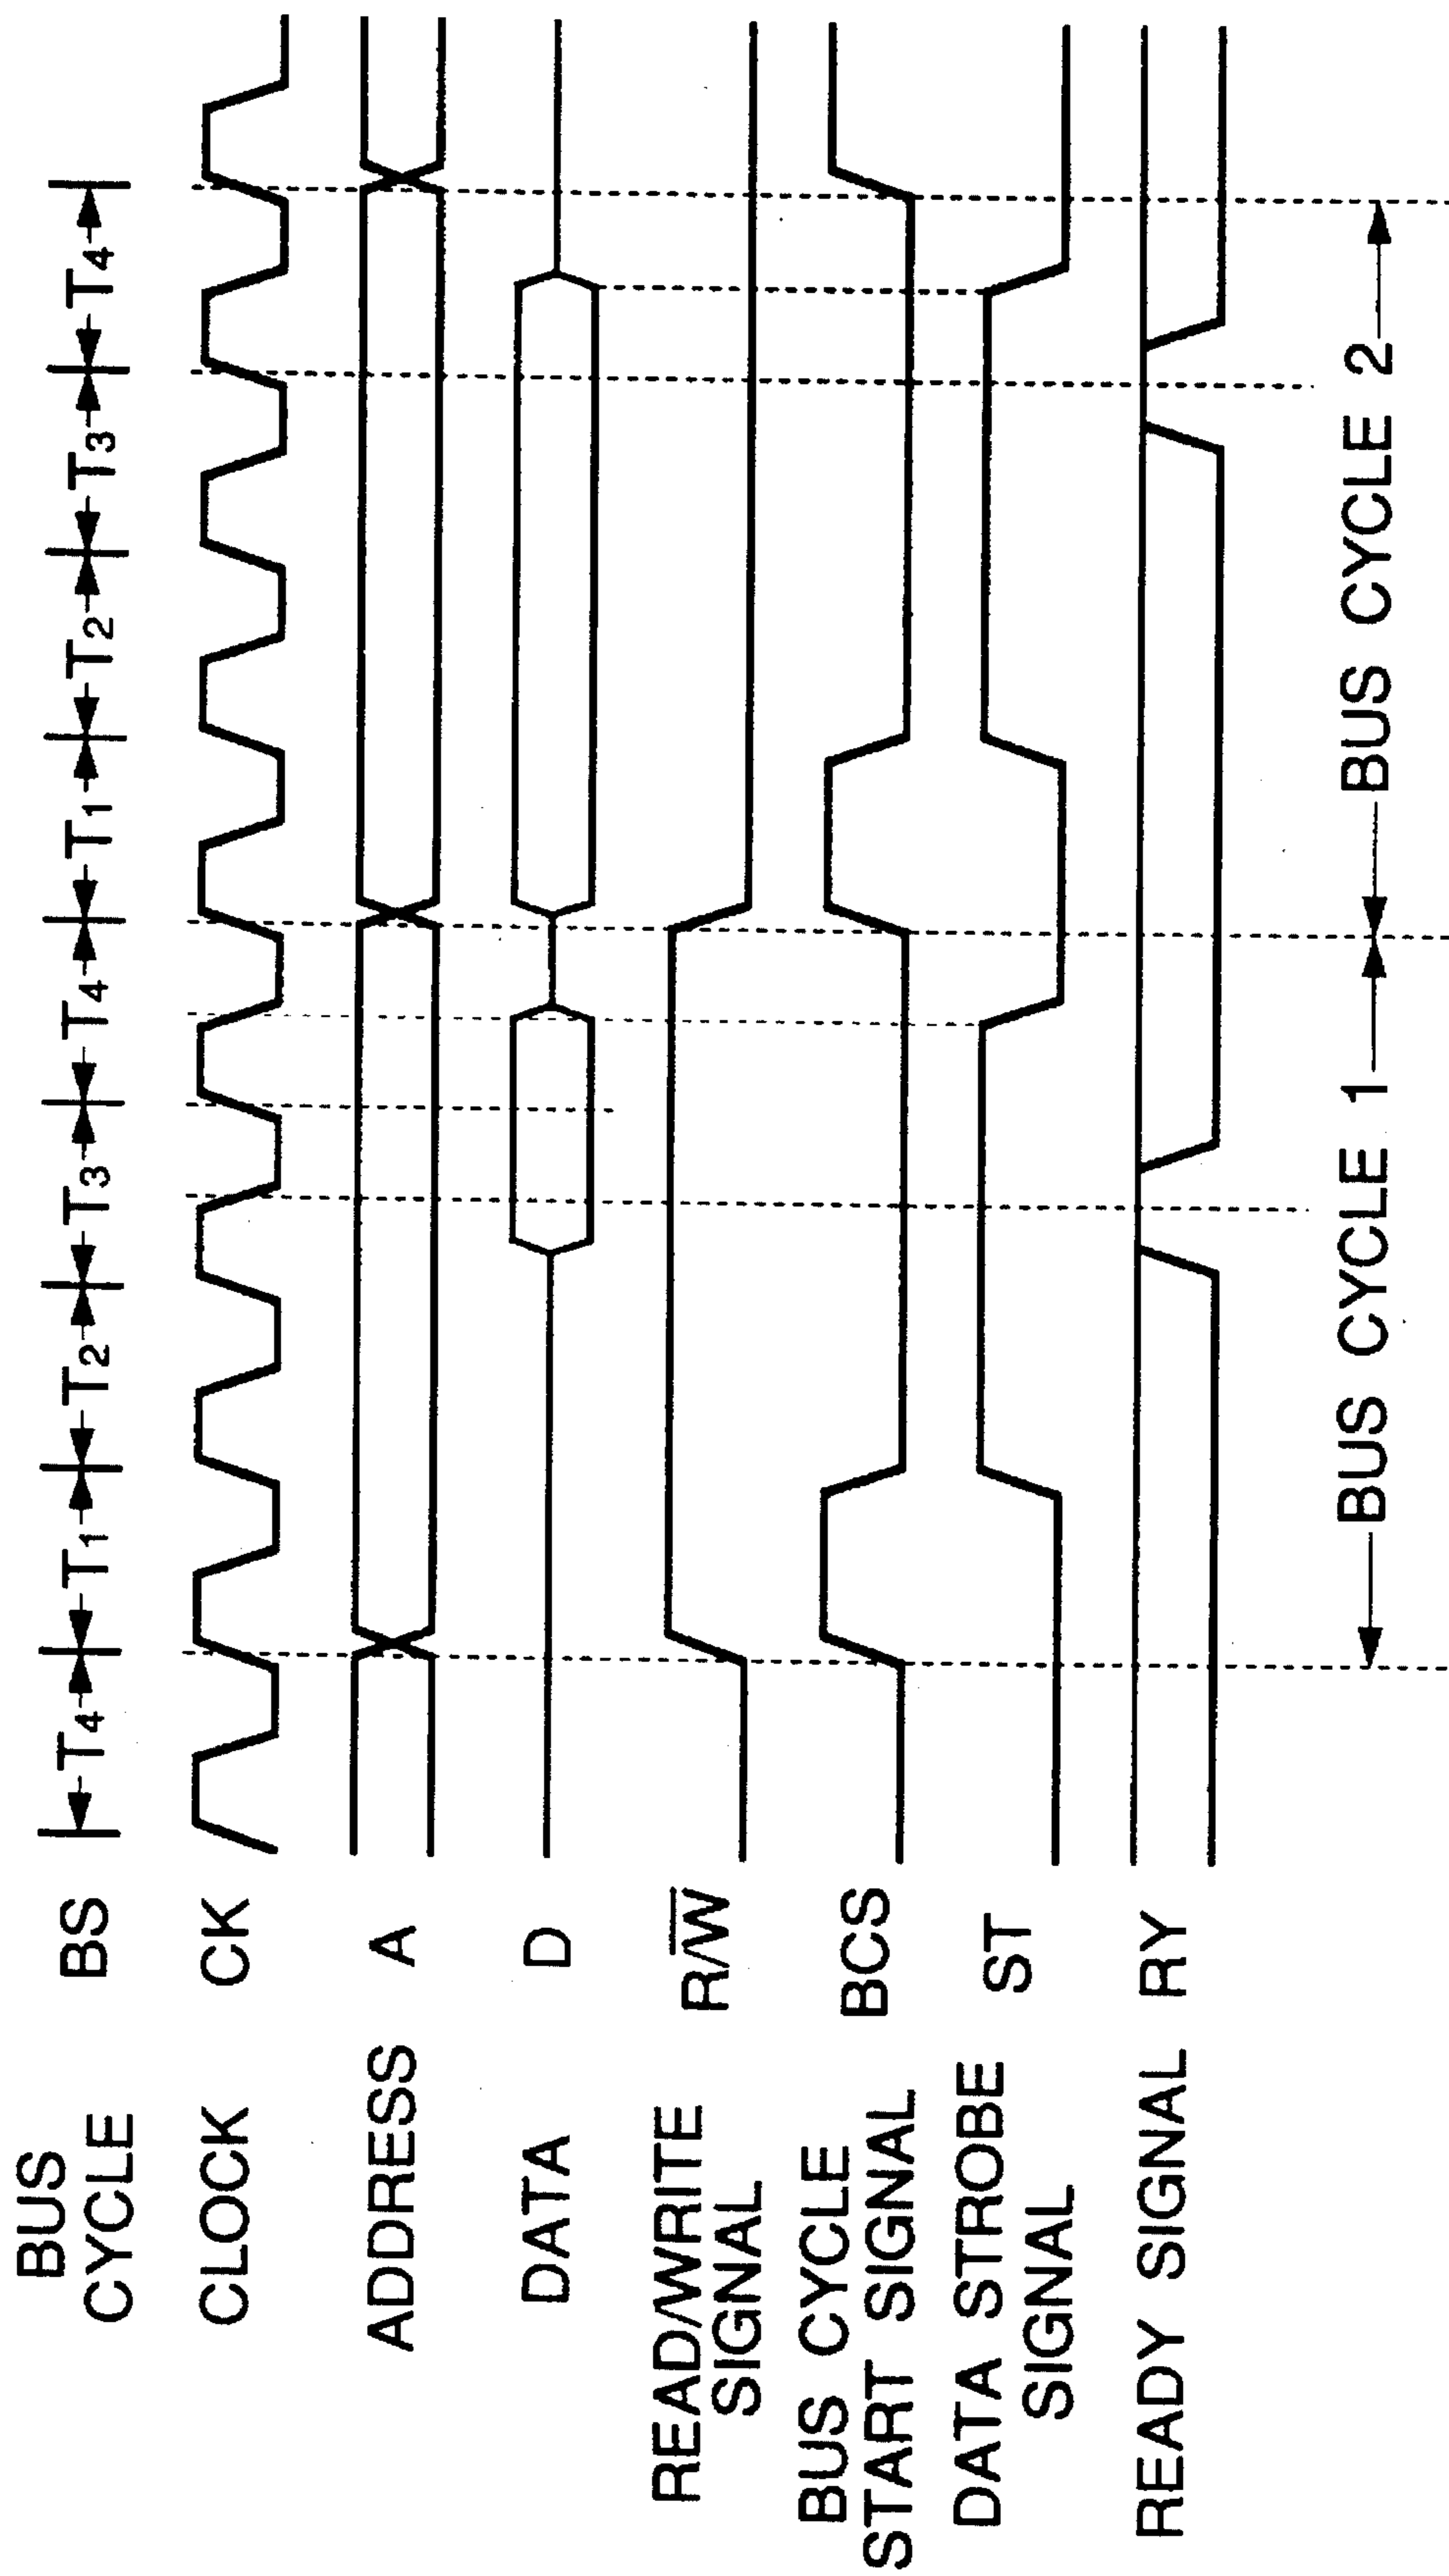 BUS
CYCLE BS
T4 T1 T2 T3 T4 T1 T2 T3 T4
CLOCK CK
ADDRESS A
DATA D
READ/WRITE
SIGNAL R/W̅
BUS CYCLE
START SIGNAL BCS
DATA STROBE
SIGNAL ST
READY SIGNAL RY
BUS CYCLE 1 BUS CYCLE 2